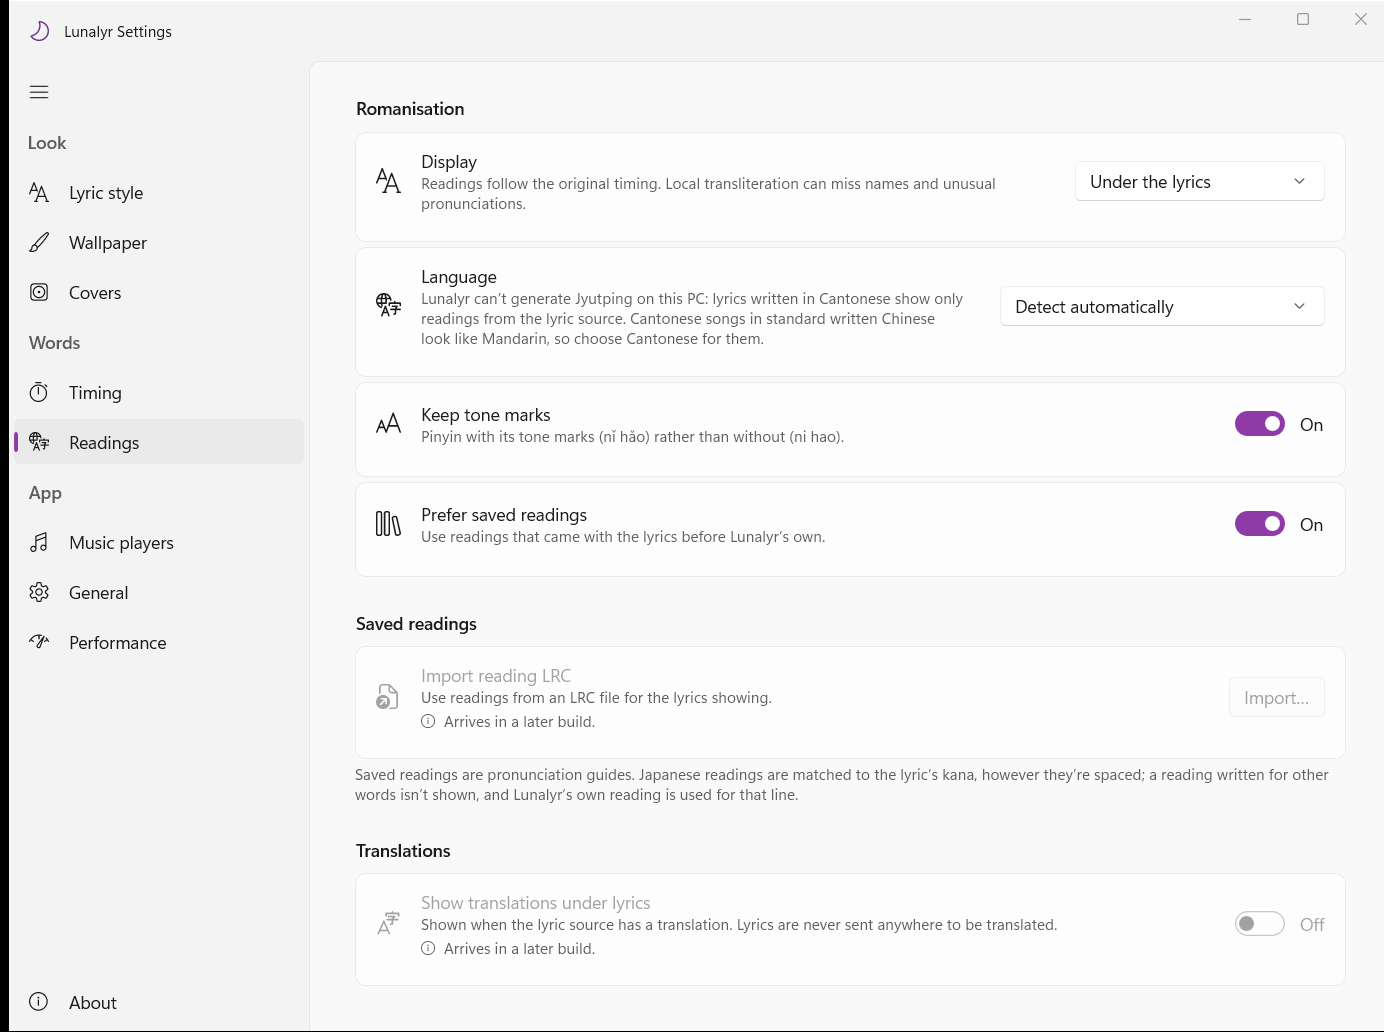 Lunalyr Settings
Look
Lyric style
Wallpaper
Covers
Words
Timing
Readings
App
Music players
General
Performance
About
Romanisation
Display
Readings follow the original timing. Local transliteration can miss names and unusual
pronunciations.
Under the lyrics
Language
Lunalyr can’t generate Jyutping on this PC: lyrics written in Cantonese show only
readings from the lyric source. Cantonese songs in standard written Chinese
look like Mandarin, so choose Cantonese for them.
Detect automatically
Keep tone marks
Pinyin with its tone marks (nǐ hǎo) rather than without (ni hao).
On
Prefer saved readings
Use readings that came with the lyrics before Lunalyr’s own.
On
Saved readings
Import reading LRC
Use readings from an LRC file for the lyrics showing.
Arrives in a later build.
Import...
Saved readings are pronunciation guides. Japanese readings are matched to the lyric’s kana, however they’re spaced; a reading written for other
words isn’t shown, and Lunalyr’s own reading is used for that line.
Translations
Show translations under lyrics
Shown when the lyric source has a translation. Lyrics are never sent anywhere to be translated.
Arrives in a later build.
Off